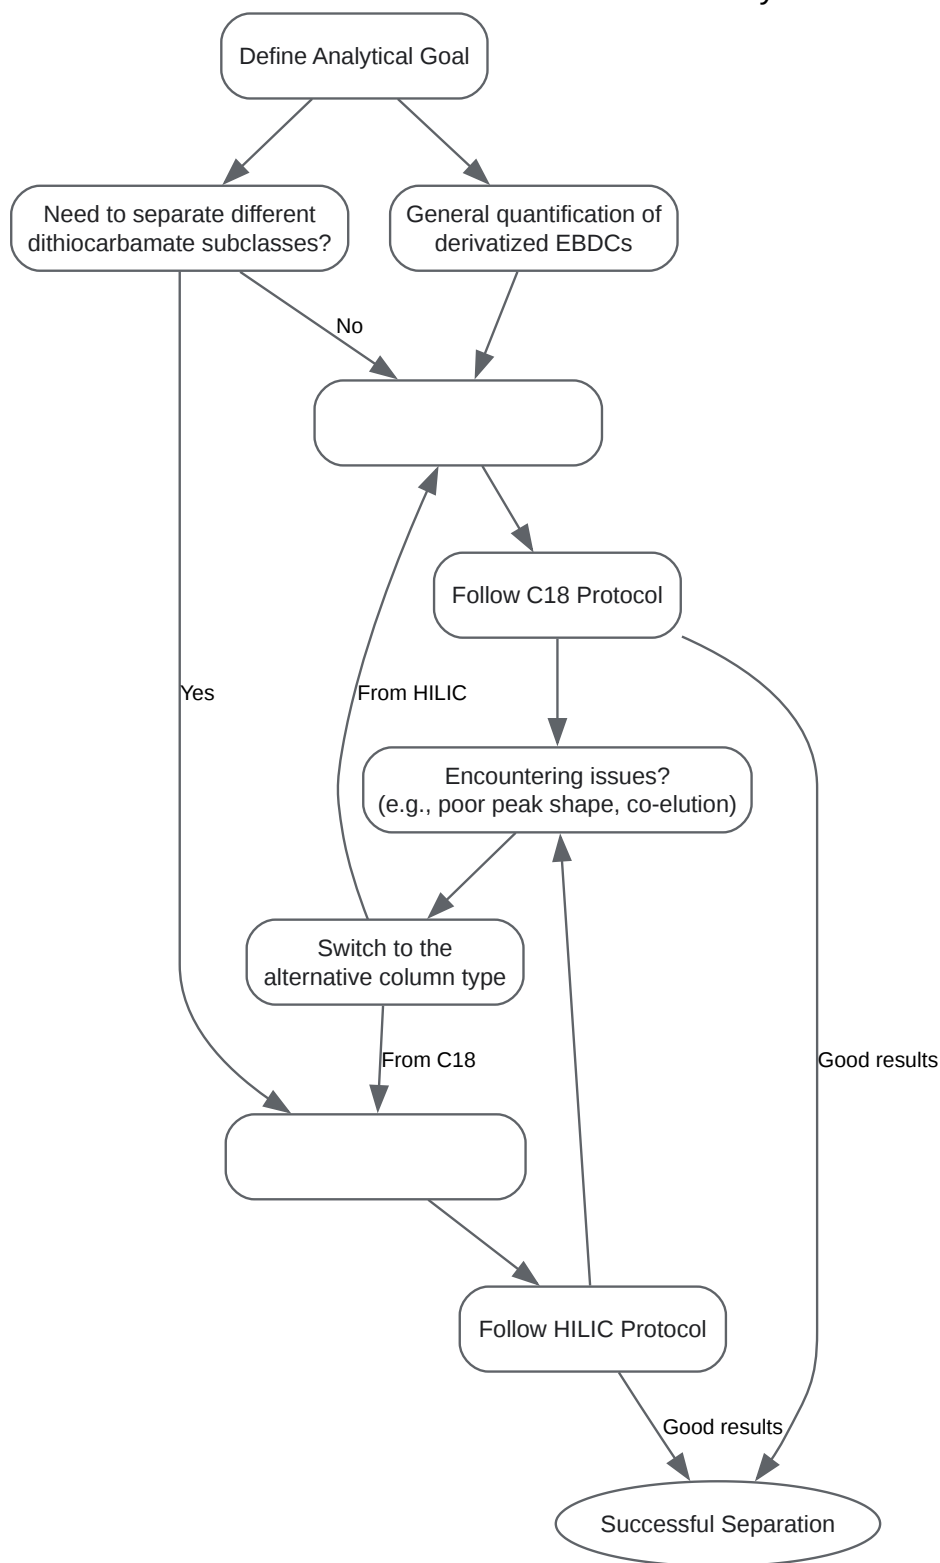 Define Analytical Goal
Need to separate different
dithiocarbamate subclasses?
General quantification of
derivatized EBDCs
No
Follow C18 Protocol
Yes
From HILIC
Encountering issues?
(e.g., poor peak shape, co-elution)
Switch to the
alternative column type
From C18
Good results
Follow HILIC Protocol
Good results
Successful Separation